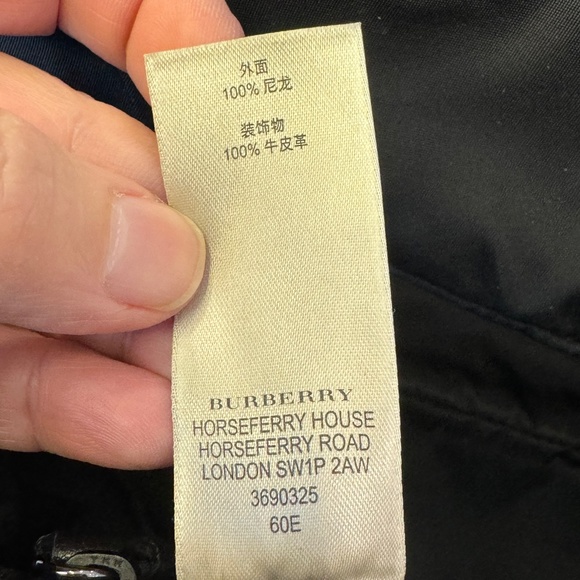 外面
100% 尼龙
装饰物
100% 牛皮革
BURBERRY
HORSEFERRY HOUSE
HORSEFERRY ROAD
LONDON SW1P 2AW
3690325
60E
YKK